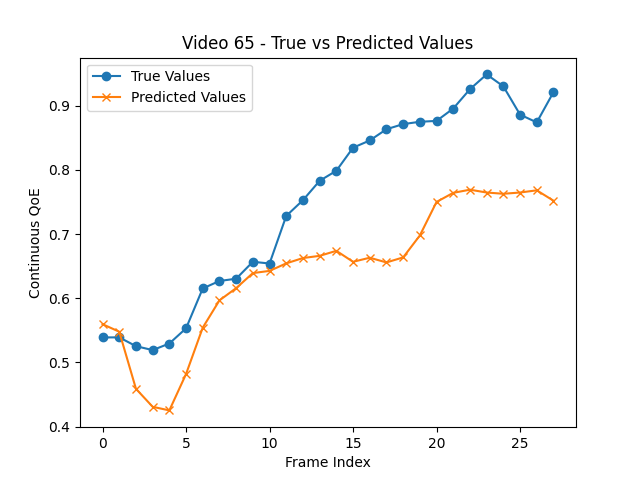 Video 65 - True vs Predicted Values
True Values
Predicted Values
0.9
0.8
0.7
0.6
0.5
0.4
Continuous QoE
0
5
10
15
20
25
Frame Index